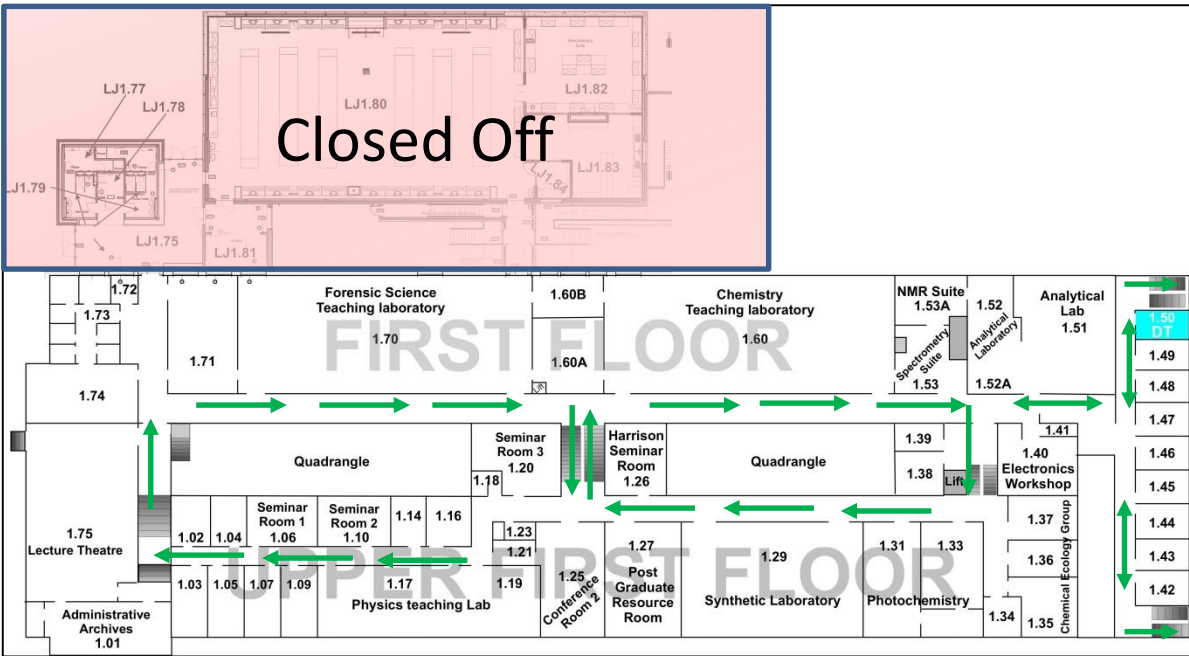 LJ1.77
LJ1.78
LJ1.80
LJ1.82
Closed Off
LJ1.83
LJ1.84
LJ1.79
LJ1.75
LJ1.81
FIRST FLOOR
1.72
1.73
1.74
1.71
Forensic Science
Teaching laboratory
1.70
1.60B
1.60A
Lift
Chemistry
Teaching laboratory
1.60
NMR Suite
1.53A
Spectrometry
Suite
1.53
1.52
Analytical
Laboratory
1.52A
Analytical
Lab
1.51
1.50
DT
1.49
1.48
1.47
1.46
1.45
1.44
1.43
1.42
Quadrangle
1.18
Seminar
Room 3
1.20
Harrison
Seminar
Room
1.26
Quadrangle
1.39
1.38
Lift
1.41
1.40
Electronics
Workshop
UPPER FIRST FLOOR
1.75
Lecture Theatre
1.02
1.04
Seminar
Room 1
1.06
Seminar
Room 2
1.10
1.14
1.16
1.23
1.21
1.03
1.05
1.07
1.09
1.17
Physics teaching Lab
1.19
1.25
Conference
Room 2
1.27
Post
Graduate
Resource
Room
1.29
Synthetic Laboratory
1.31
1.33
Photochemistry
1.34
1.37
1.36
1.35
Chemical Ecology Group
Administrative
Archives
1.01